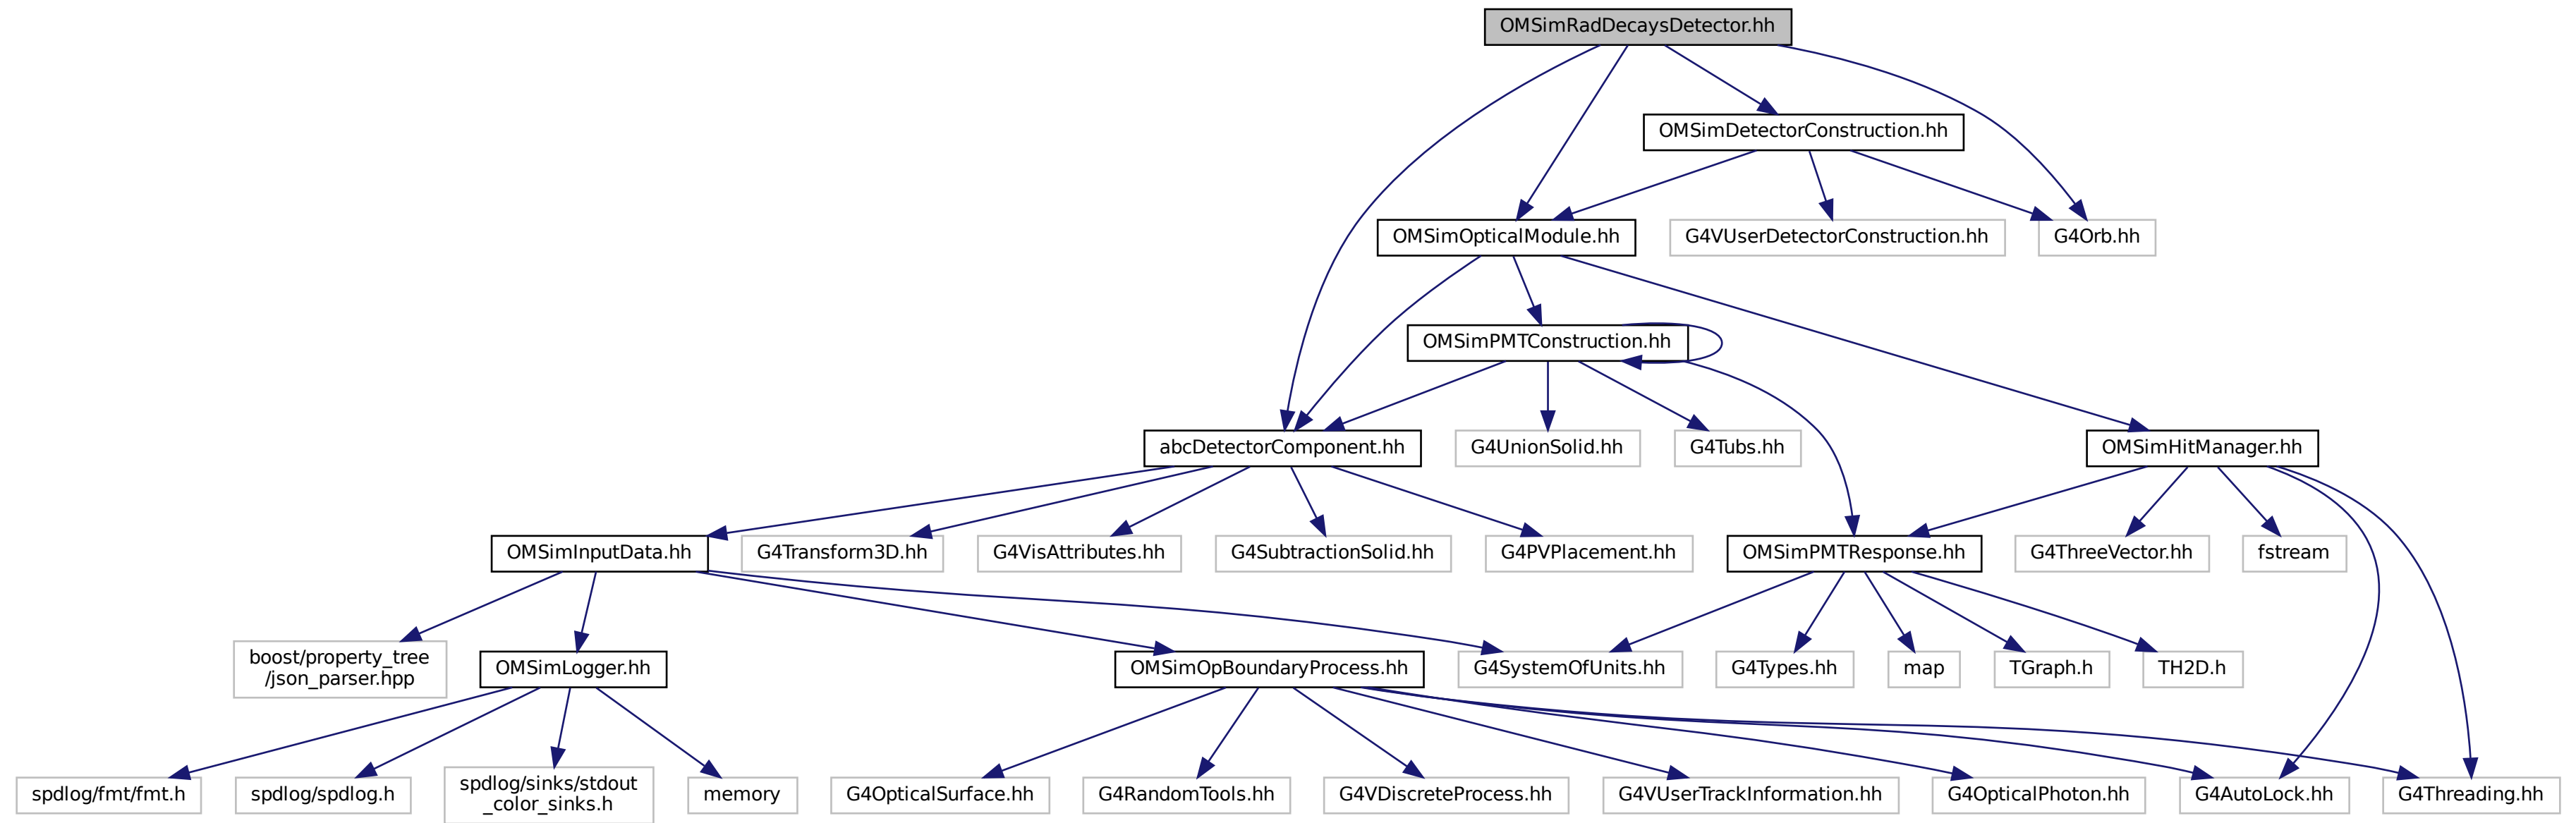 OMSimRadDecaysDetector.hh
OMSimDetectorConstruction.hh
OMSimOpticalModule.hh
G4VUserDetectorConstruction.hh
G4Orb.hh
OMSimPMTConstruction.hh
abcDetectorComponent.hh
G4UnionSolid.hh
G4Tubs.hh
OMSimHitManager.hh
OMSimInputData.hh
G4Transform3D.hh
G4VisAttributes.hh
G4SubtractionSolid.hh
G4PVPlacement.hh
OMSimPMTResponse.hh
G4ThreeVector.hh
fstream
boost/property_tree
/json_parser.hpp
OMSimLogger.hh
OMSimOpBoundaryProcess.hh
G4SystemOfUnits.hh
G4Types.hh
map
TGraph.h
TH2D.h
spdlog/fmt/fmt.h
spdlog/spdlog.h
spdlog/sinks/stdout
_color_sinks.h
memory
G4OpticalSurface.hh
G4RandomTools.hh
G4VDiscreteProcess.hh
G4VUserTrackInformation.hh
G4OpticalPhoton.hh
G4AutoLock.hh
G4Threading.hh